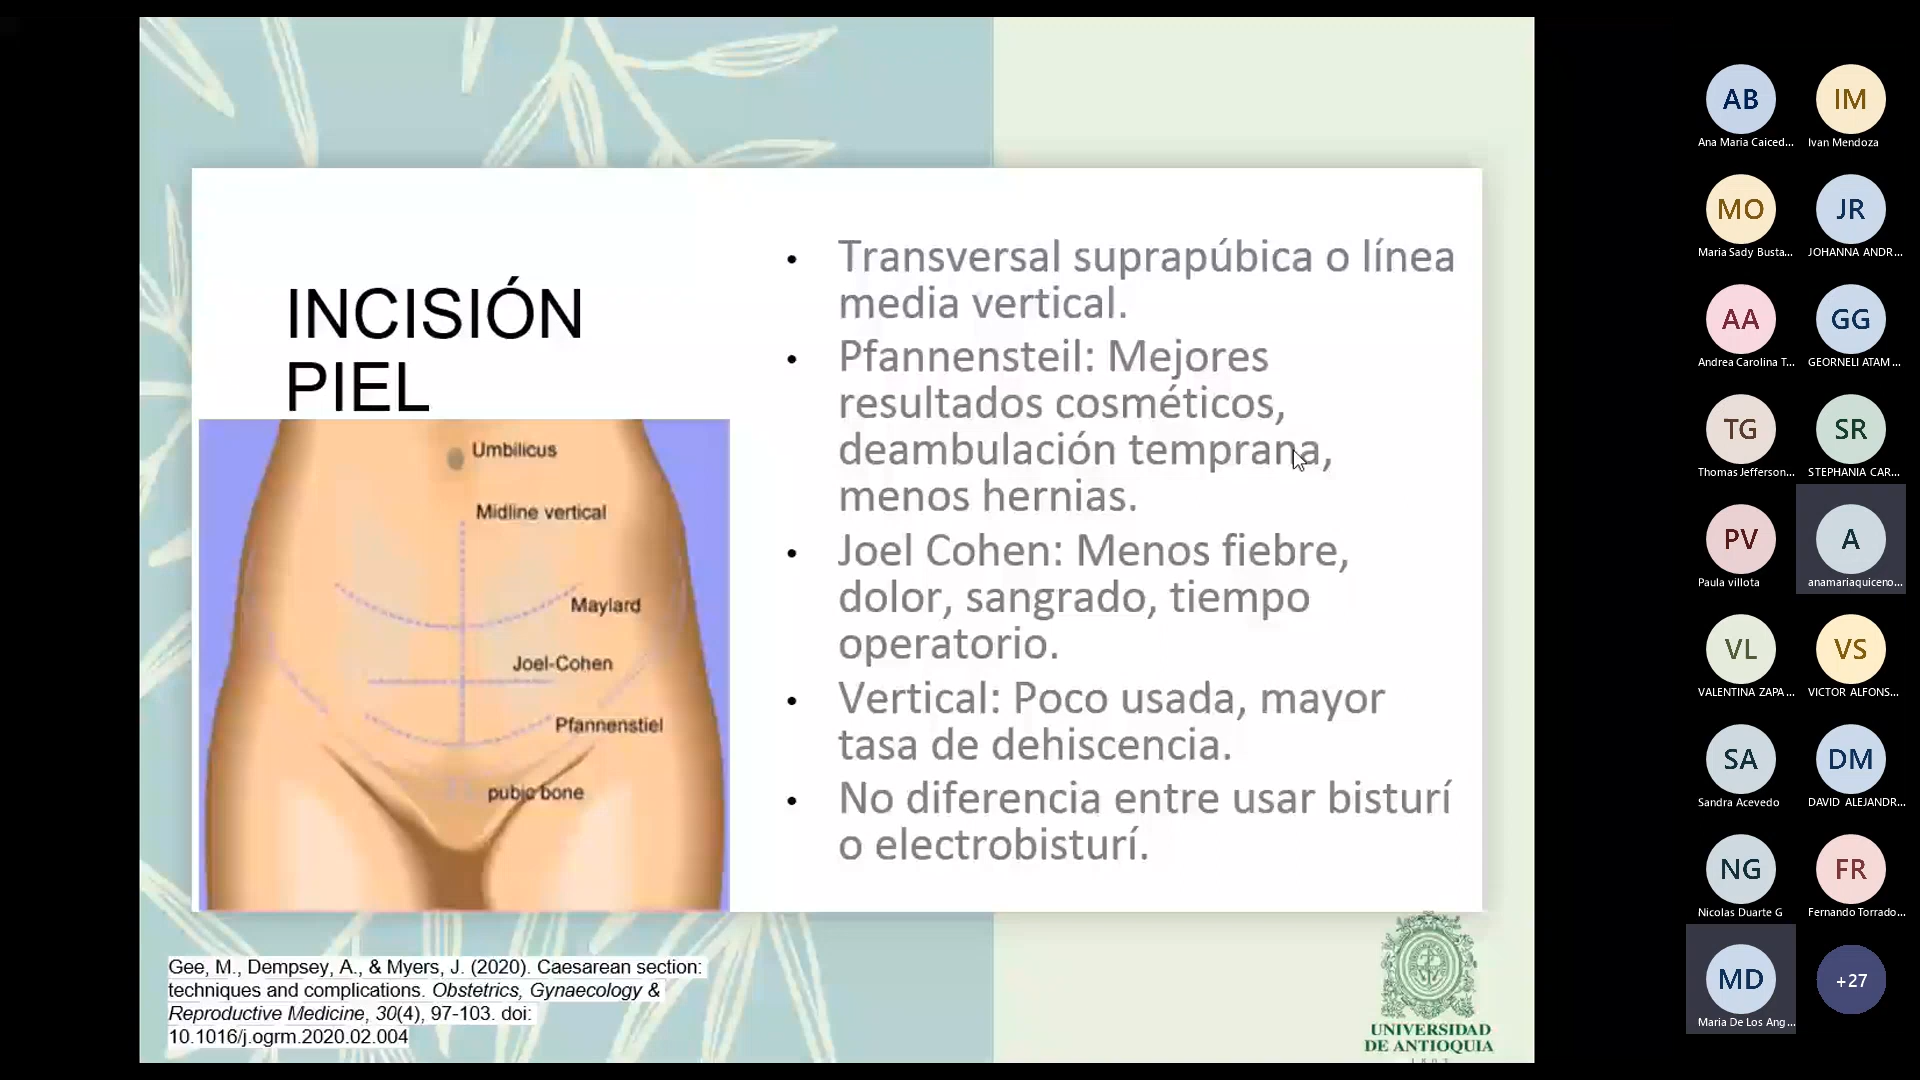 INCISIÓN
PIEL
Umbilicus
Midline vertical
Maylard
Joel-Cohen
Pfannenstiel
pubic bone
Transversal suprapúbica o línea
media vertical.
Pfannensteil: Mejores
resultados cosméticos,
deambulación temprana,
menos hernias.
Joel Cohen: Menos fiebre,
dolor, sangrado, tiempo
operatorio.
Vertical: Poco usada, mayor
tasa de dehiscencia.
No diferencia entre usar bisturí
o electrobisturí.
Gee, M., Dempsey, A., & Myers, J. (2020). Caesarean section:
techniques and complications. Obstetrics, Gynaecology &
Reproductive Medicine, 30(4), 97-103. doi:
10.1016/j.ogrm.2020.02.004
UNIVERSIDAD
DE ANTIOQUIA
1803
AB
Ana Maria Caiced...
IM
Ivan Mendoza
MO
Maria Sady Busta...
JR
JOHANNA ANDR...
AA
Andrea Carolina T...
GG
GEORNELI ATAM...
TG
Thomas Jefferson...
SR
STEPHANIA CAR...
PV
Paula villota
A
anamariaquiceno...
VL
VALENTINA ZAPA...
VS
VICTOR ALFONS...
SA
Sandra Acevedo
DM
DAVID ALEJANDR...
NG
Nicolas Duarte G
FR
Fernando Torrado...
MD
Maria De Los Ang...
+27